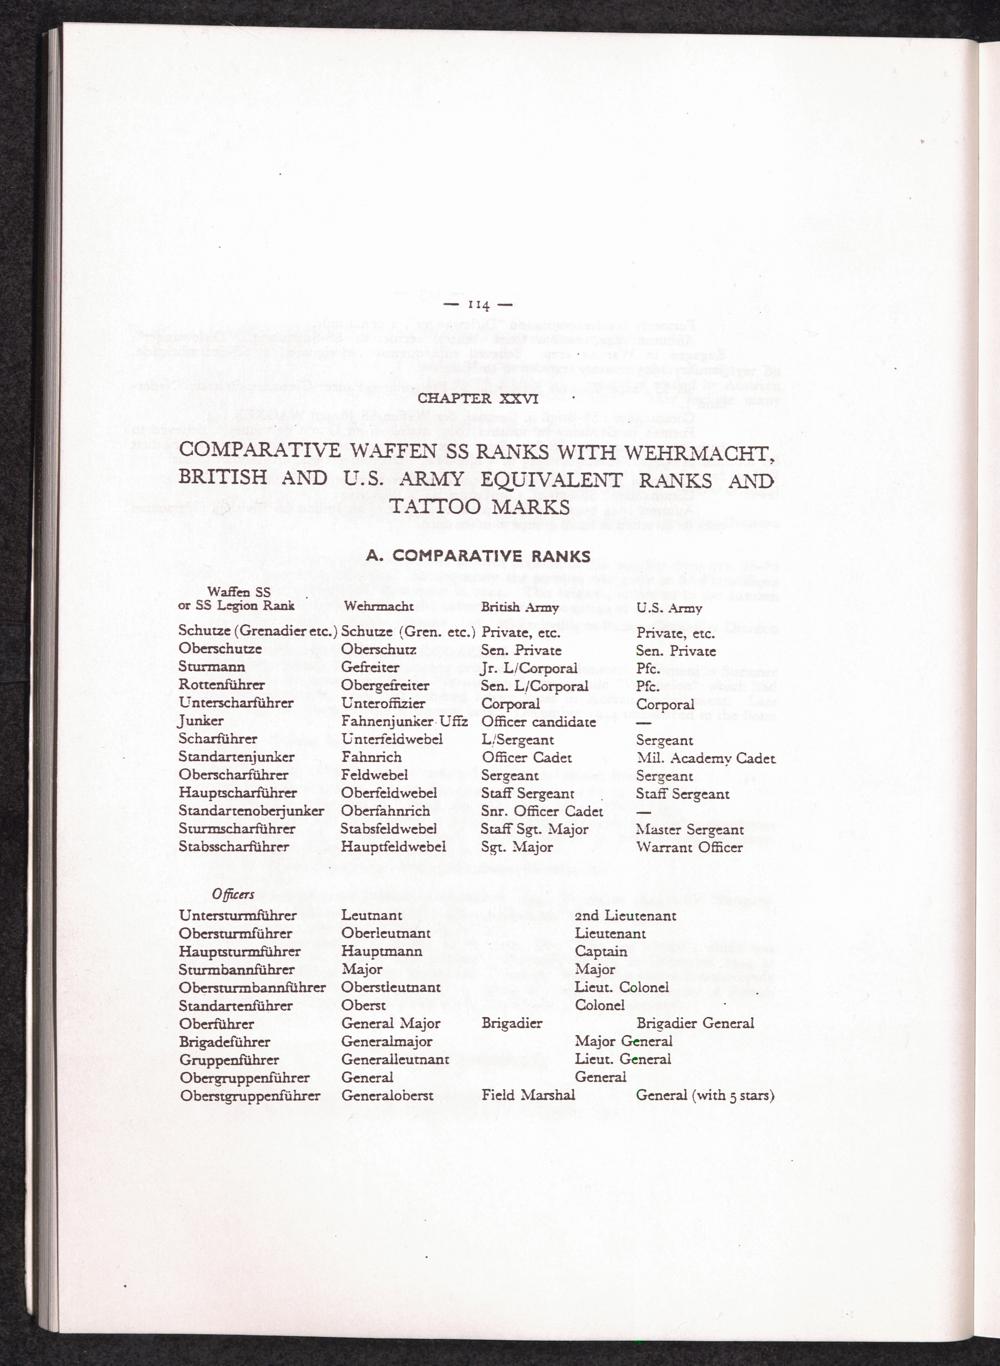 — 114 —
CHAPTER XXVI
COMPARATIVE WAFFEN SS RANKS WITH WEHRMACHT,
BRITISH AND U.S. ARMY EQUIVALENT RANKS AND
TATTOO MARKS
A. COMPARATIVE RANKS
Waffen SS
or SS Legion Rank Wehrmacht British Army U.S. Army
Schutze (Grenadier etc.) Schutze (Gren. etc.) Private, etc. Private, etc.
Oberschutze Oberschutz Sen. Private Sen. Private
Sturmann Gefreiter Jr. L/Corporal Pfc.
Rottenführer Obergefreiter Sen. L/Corporal Pfc.
Unterscharführer Unteroffizier Corporal Corporal
Junker Fahnenjunker Uffz Officer candidate —
Scharführer Unterfeldwebel L/Sergeant Sergeant
Standartenjunker Fahnrich Officer Cadet Mil. Academy Cadet
Oberscharführer Feldwebel Sergeant Sergeant
Hauptscharführer Oberfeldwebel Staff Sergeant Staff Sergeant
Standartenoberjunker Oberfahnrich Snr. Officer Cadet —
Sturmscharführer Stabsfeldwebel Staff Sgt. Major Master Sergeant
Stabsscharführer Hauptfeldwebel Sgt. Major Warrant Officer
Officers
Untersturmführer Leutnant 2nd Lieutenant
Obersturmführer Oberleutnant Lieutenant
Hauptsturmführer Hauptmann Captain
Sturmbannführer Major Major
Obersturmbannführer Oberstleutnant Lieut. Colonel
Standartenführer Oberst Colonel
Oberführer General Major Brigadier Brigadier General
Brigadeführer Generalmajor Major General
Gruppenführer Generalleutnant Lieut. General
Obergruppenführer General General
Oberstgruppenführer Generaloberst Field Marshal General (with 5 stars)